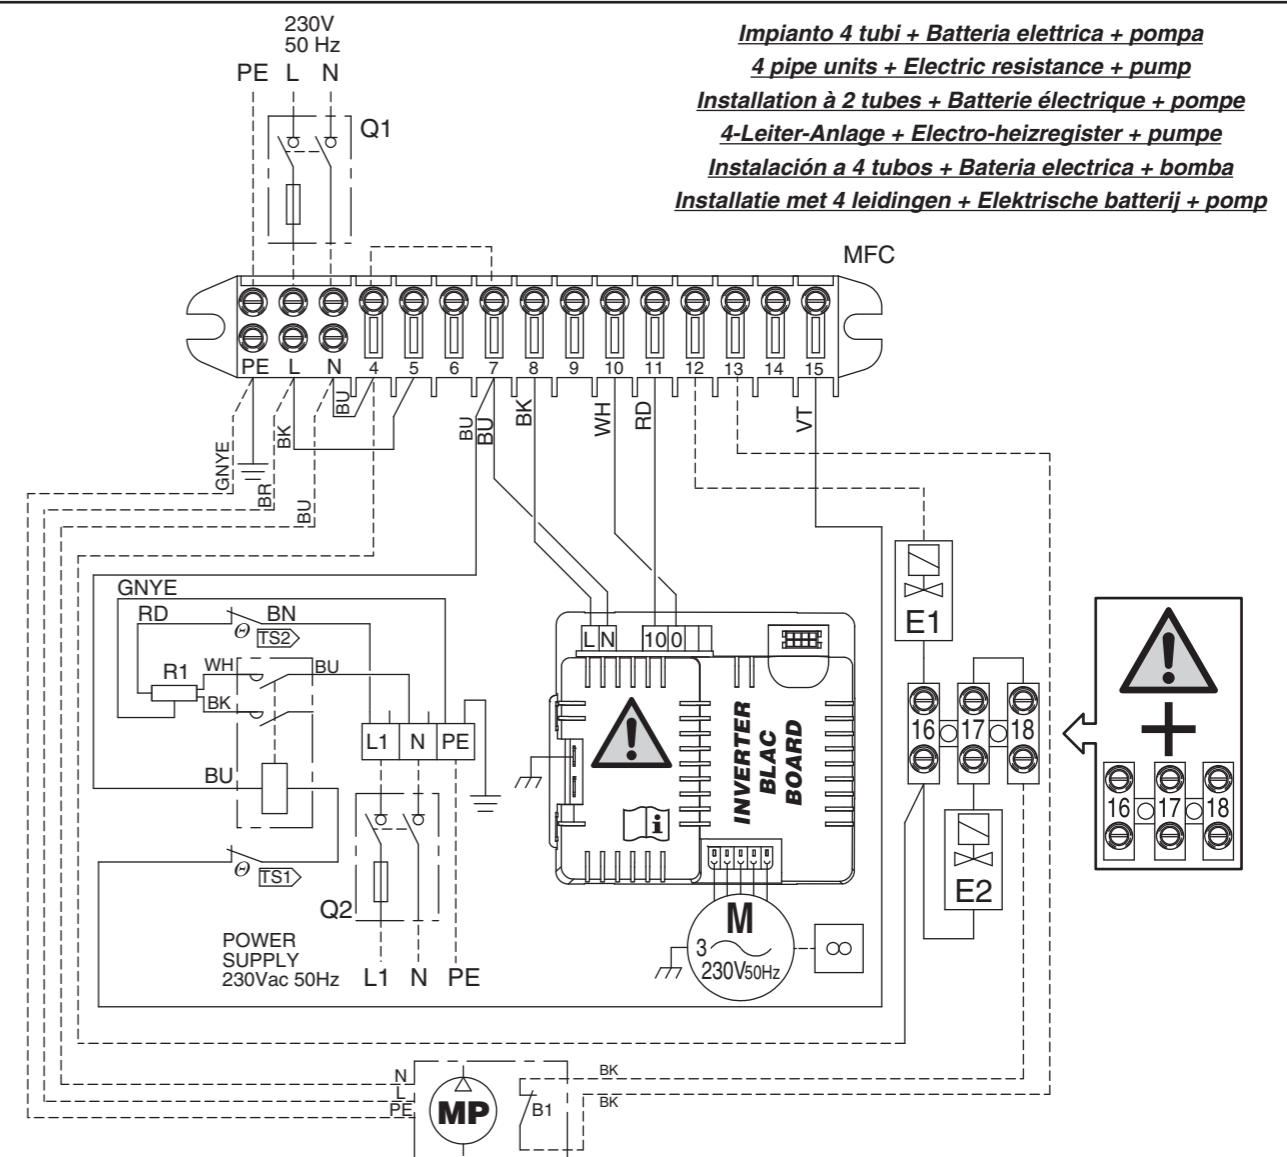 230V
50 Hz
PE L N
Q1
Impianto 4 tubi + Batteria elettrica + pompa
4 pipe units + Electric resistance + pump
Installation à 2 tubes + Batterie électrique + pompe
4-Leiter-Anlage + Electro-heizregister + pumpe
Instalación a 4 tubos + Bateria electrica + bomba
Installatie met 4 leidingen + Elektrische batterij + pomp
MFC
PE L N 4 5 6 7 8 9 10 11 12 13 14 15
GNYE
BR
BK
BU
BU
BU
BU
BK
WH
RD
VT
GNYE
RD
BN
TS2
R1
WH
BU
BK
BU
TS1
L1 N PE
Q2
POWER
SUPPLY
230Vac 50Hz
L1 N PE
L N
10 0
INVERTER
BLAC
BOARD
i
M
3
230V50Hz
8
E1
16 17 18
E2
16 17 18
N
L
PE
MP
B1
BK
BK